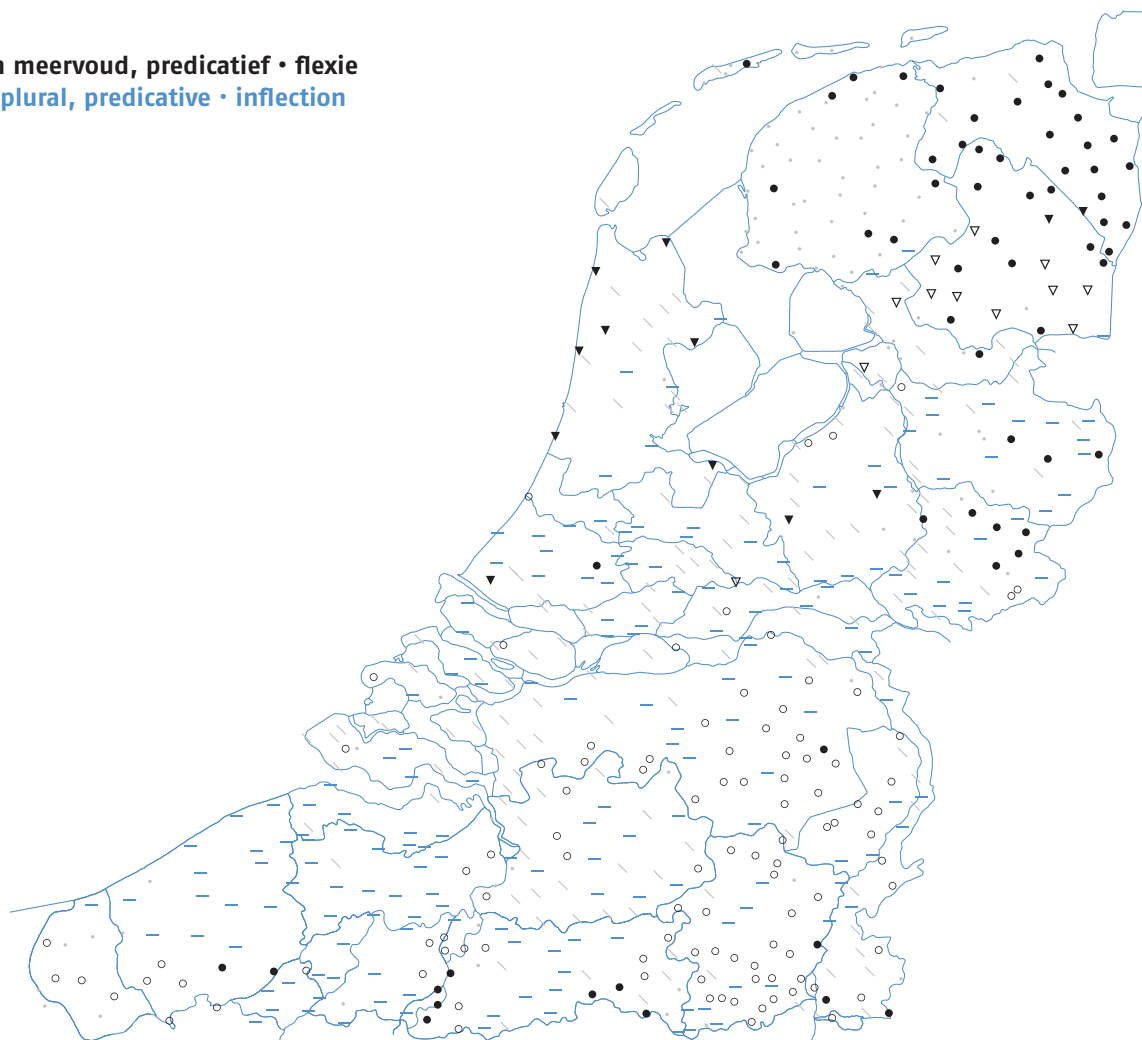 meervoud, predicatief • flexie
plural, predicative • inflection